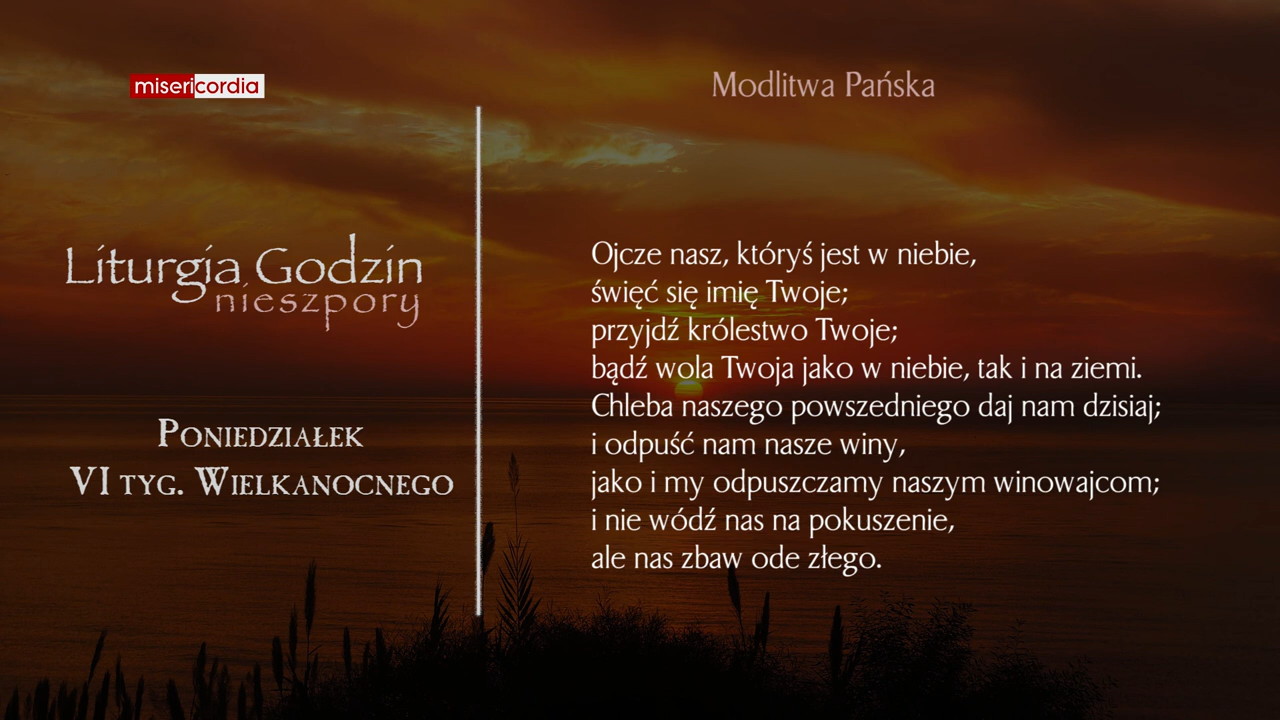 misericordia
Liturgia Godzin
nieszpory
Poniedziałek
VI tyg. Wielkanocnego
Modlitwa Pańska
Ojcze nasz, któryś jest w niebie,
święć się imię Twoje;
przyjdź królestwo Twoje;
bądź wola Twoja jako w niebie, tak i na ziemi.
Chleba naszego powszedniego daj nam dzisiaj;
i odpuść nam nasze winy,
jako i my odpuszczamy naszym winowajcom;
i nie wódź nas na pokuszenie,
ale nas zbaw ode złego.